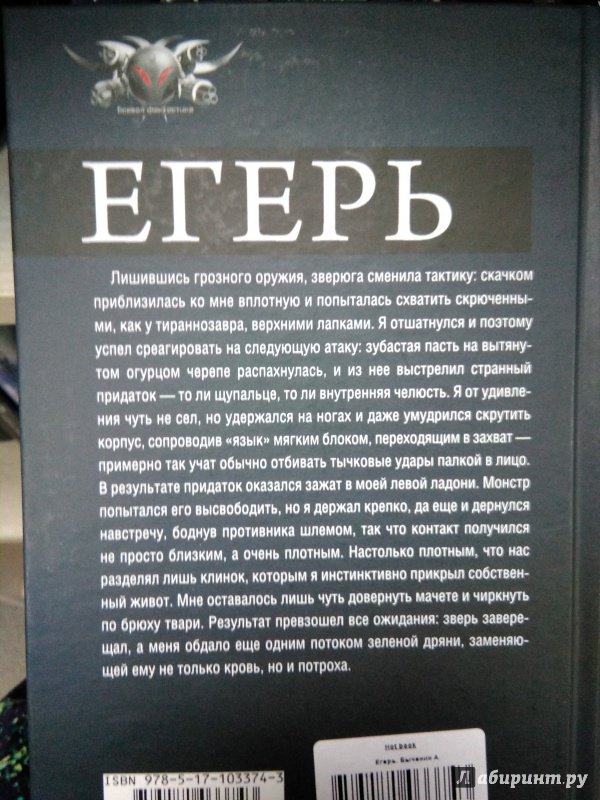 Боевая фантастика
ЕГЕРЬ
Лишившись грозного оружия, зверюга сменила тактику: скачком
приблизилась ко мне вплотную и попыталась схватить скрюченны-
ми, как у тираннозавра, верхними лапками. Я отшатнулся и поэтому
успел среагировать на следующую атаку: зубастая пасть на вытяну-
том огурцом черепе распахнулась, и из нее выстрелил странный
придаток — то ли щупальце, то ли внутренняя челюсть. Я от удивле-
ния чуть не сел, но удержался на ногах и даже умудрился скрутить
корпус, сопроводив «язык» мягким блоком, переходящим в захват —
примерно так учат обычно отбивать тычковые удары палкой в лицо.
В результате придаток оказался зажат в моей левой ладони. Монстр
попытался его высвободить, но я держал крепко, да еще и дернулся
навстречу, боднув противника шлемом, так что контакт получился
не просто близким, а очень плотным. Настолько плотным, что нас
разделял лишь клинок, которым я инстинктивно прикрыл собствен-
ный живот. Мне оставалось лишь чуть довернуть мачете и чиркнуть
по брюху твари. Результат превзошел все ожидания: зверь завере-
щал, а меня обдало еще одним потоком зеленой дряни, заменяю-
щей ему не только кровь, но и потроха.
Hot book
Егерь. Быченин А.
ISBN 978-5-17-103374-3
Лабиринт.ру